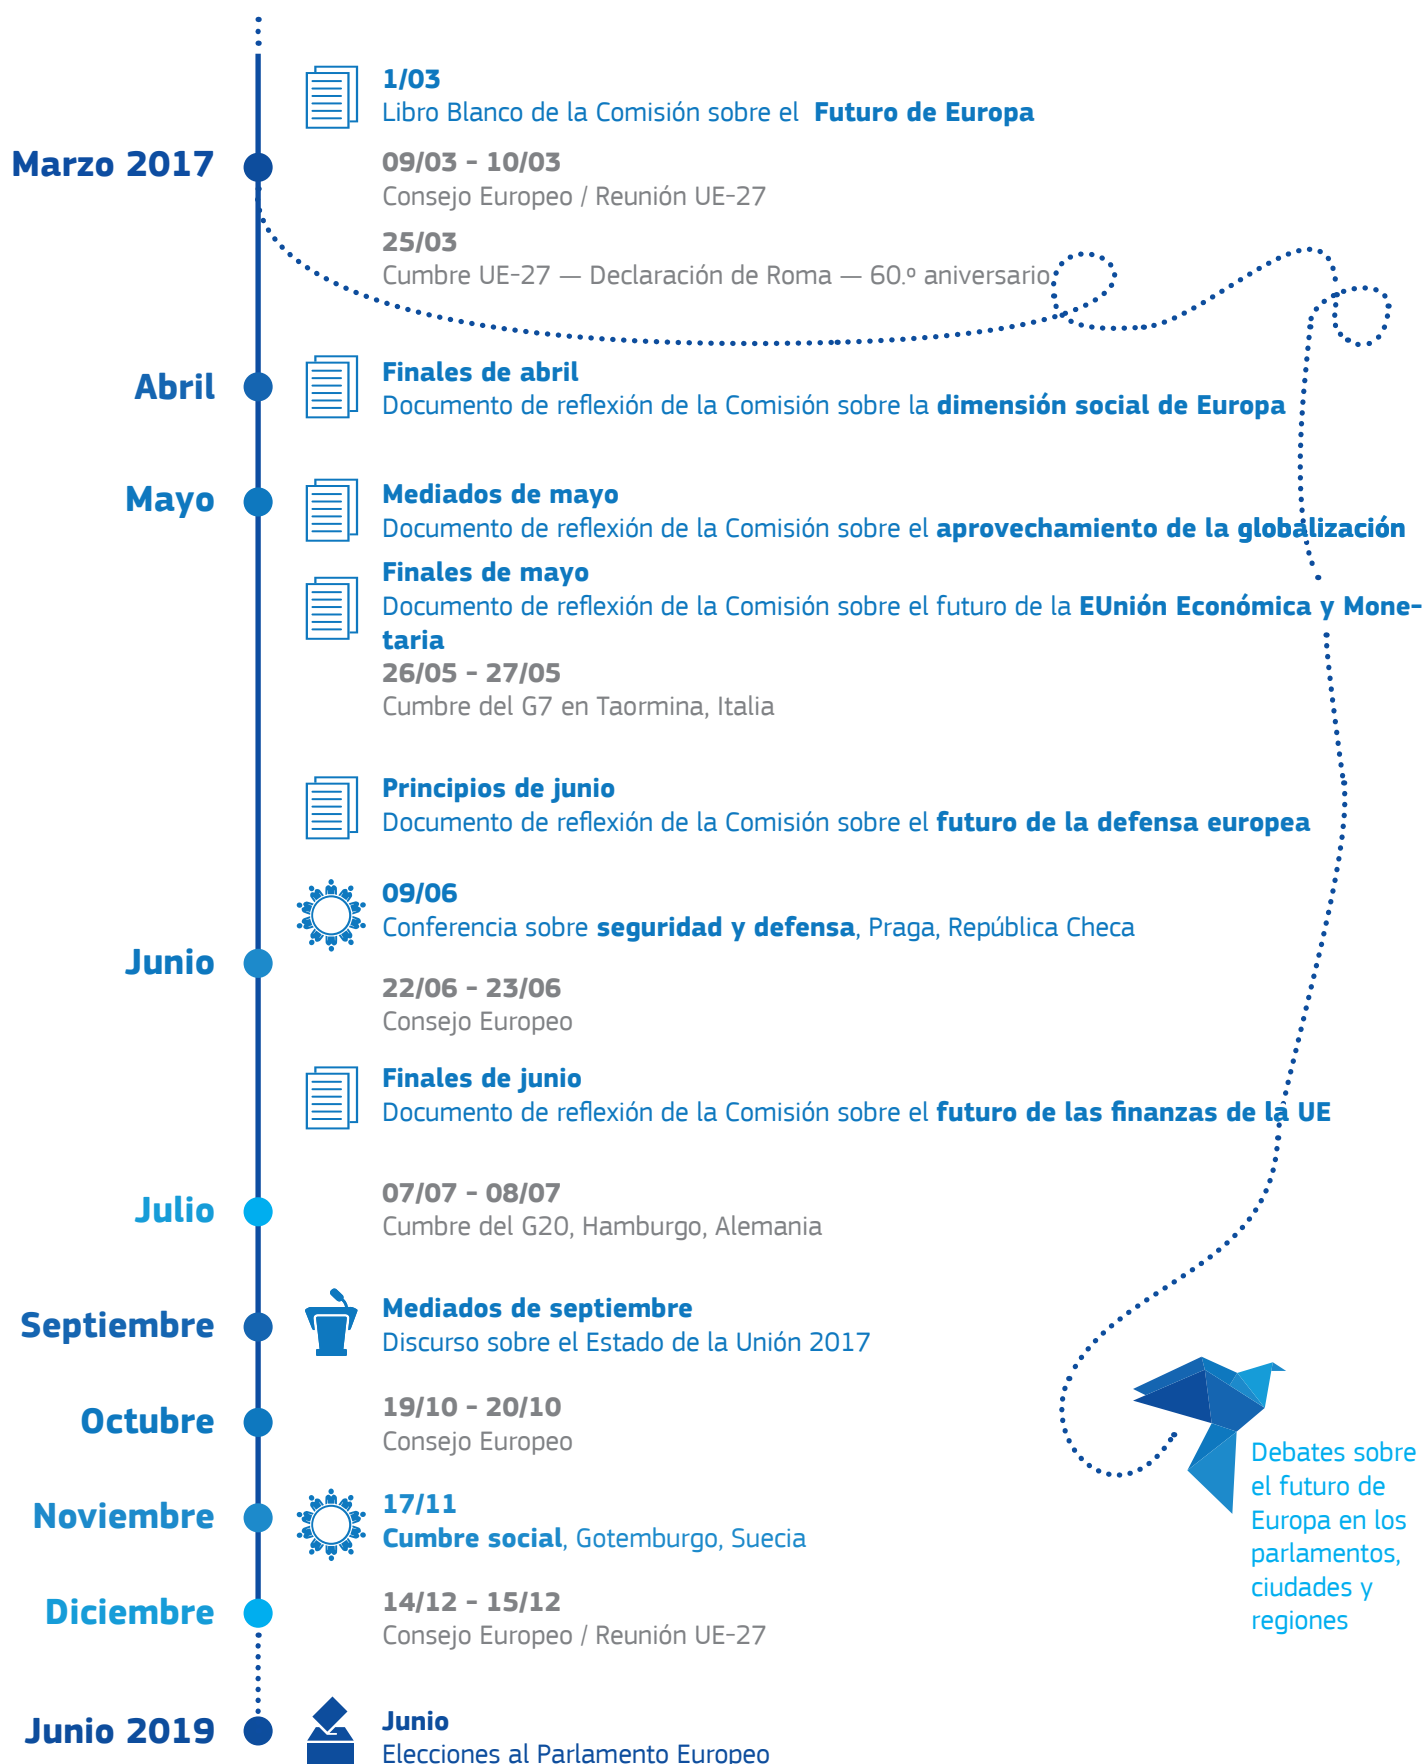 1/03
Libro Blanco de la Comisión sobre el Futuro de Europa
Marzo 2017
09/03 - 10/03
Consejo Europeo / Reunión UE-27
25/03
Cumbre UE-27 — Declaración de Roma — 60.º aniversario
Abril
Finales de abril
Documento de reflexión de la Comisión sobre la dimensión social de Europa
Mayo
Mediados de mayo
Documento de reflexión de la Comisión sobre el aprovechamiento de la globalización
Finales de mayo
Documento de reflexión de la Comisión sobre el futuro de la EUnión Económica y Mone-
taria
26/05 - 27/05
Cumbre del G7 en Taormina, Italia
Principios de junio
Documento de reflexión de la Comisión sobre el futuro de la defensa europea
09/06
Conferencia sobre seguridad y defensa, Praga, República Checa
Junio
22/06 - 23/06
Consejo Europeo
Finales de junio
Documento de reflexión de la Comisión sobre el futuro de las finanzas de la UE
Julio
07/07 - 08/07
Cumbre del G20, Hamburgo, Alemania
Septiembre
Mediados de septiembre
Discurso sobre el Estado de la Unión 2017
Octubre
19/10 - 20/10
Consejo Europeo
Noviembre
17/11
Cumbre social, Gotemburgo, Suecia
Diciembre
14/12 - 15/12
Consejo Europeo / Reunión UE-27
Debates sobre
el futuro de
Europa en los
parlamentos,
ciudades y
regiones
Junio 2019
Junio
Elecciones al Parlamento Europeo